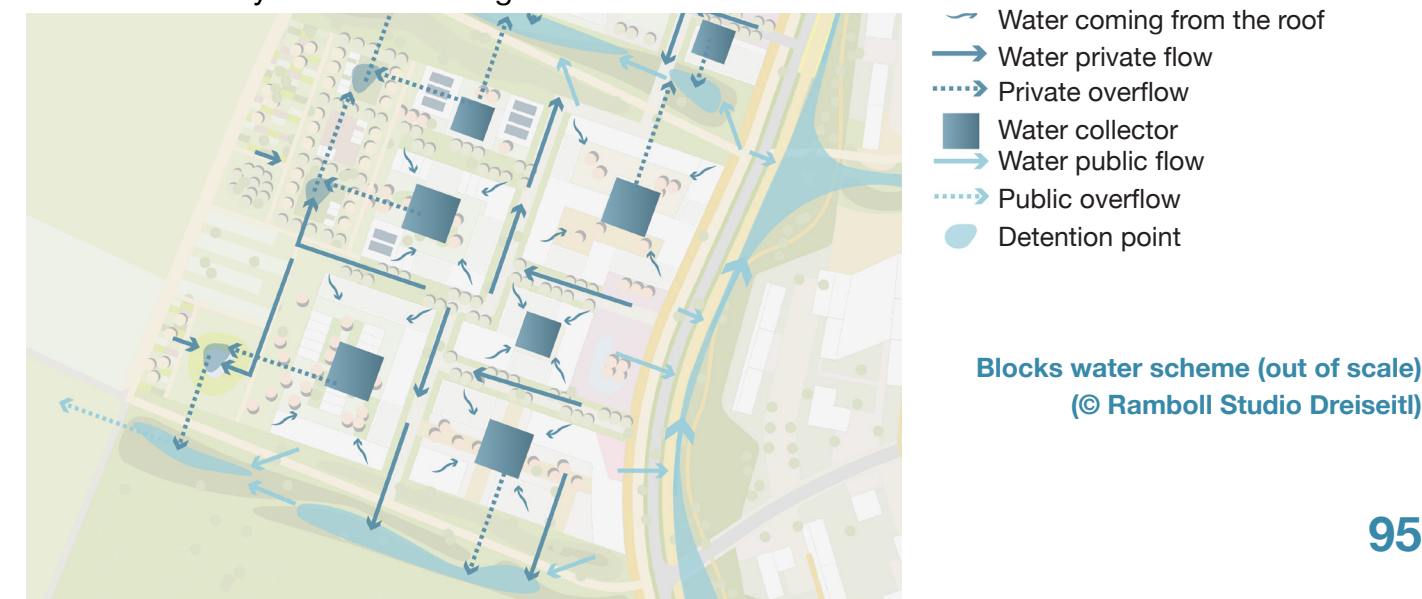 Water coming from the roof
Water private flow
Private overflow
Water collector
Water public flow
Public overflow
Detention point
Blocks water scheme (out of scale)
(© Ramboll Studio Dreiseitl)
95